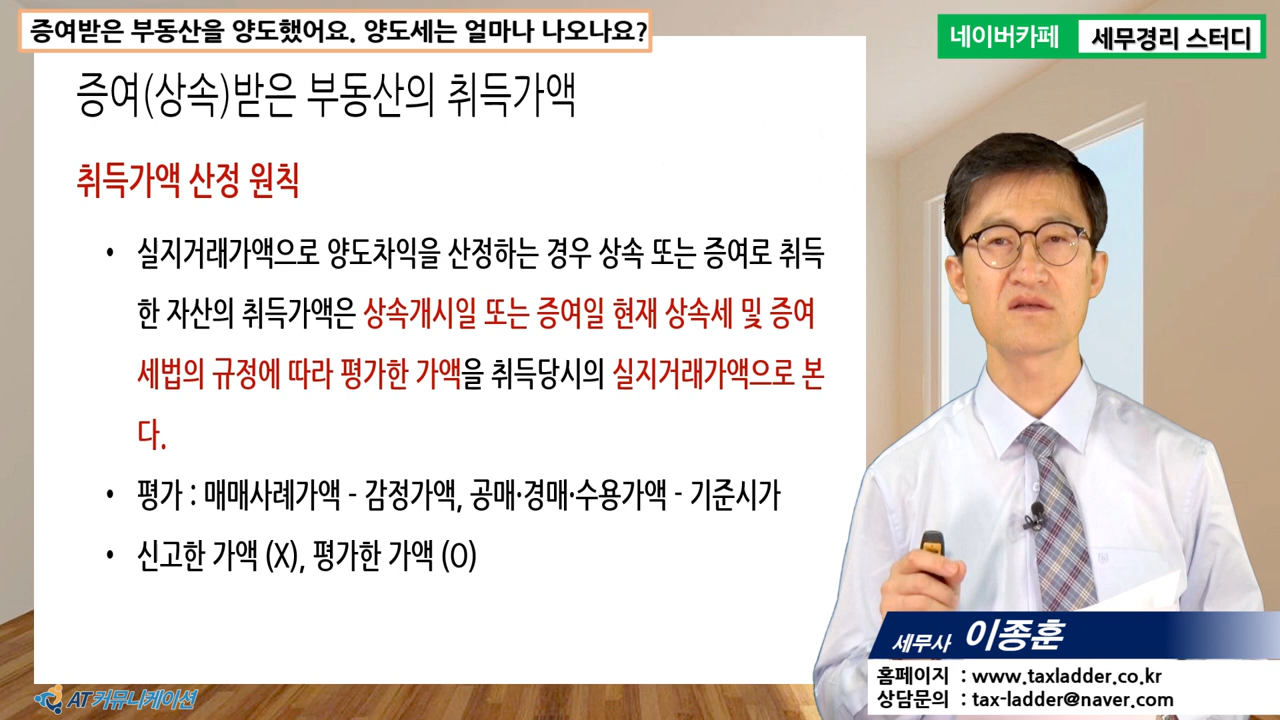 증여받은 부동산을 양도했어요. 양도세는 얼마나 나오나요?
네이버카페 세무경리 스터디
증여(상속)받은 부동산의 취득가액
취득가액 산정 원칙
• 실지거래가액으로 양도차익을 산정하는 경우 상속 또는 증여로 취득
한 자산의 취득가액은 상속개시일 또는 증여일 현재 상속세 및 증여
세법의 규정에 따라 평가한 가액을 취득당시의 실지거래가액으로 본
다.
• 평가 : 매매사례가액 - 감정가액, 공매·경매·수용가액 - 기준시가
• 신고한 가액 (X), 평가한 가액 (O)
세무사 이종훈
홈페이지 : www.taxladder.co.kr
상담문의 : tax-ladder@naver.com
AT커뮤니케이션